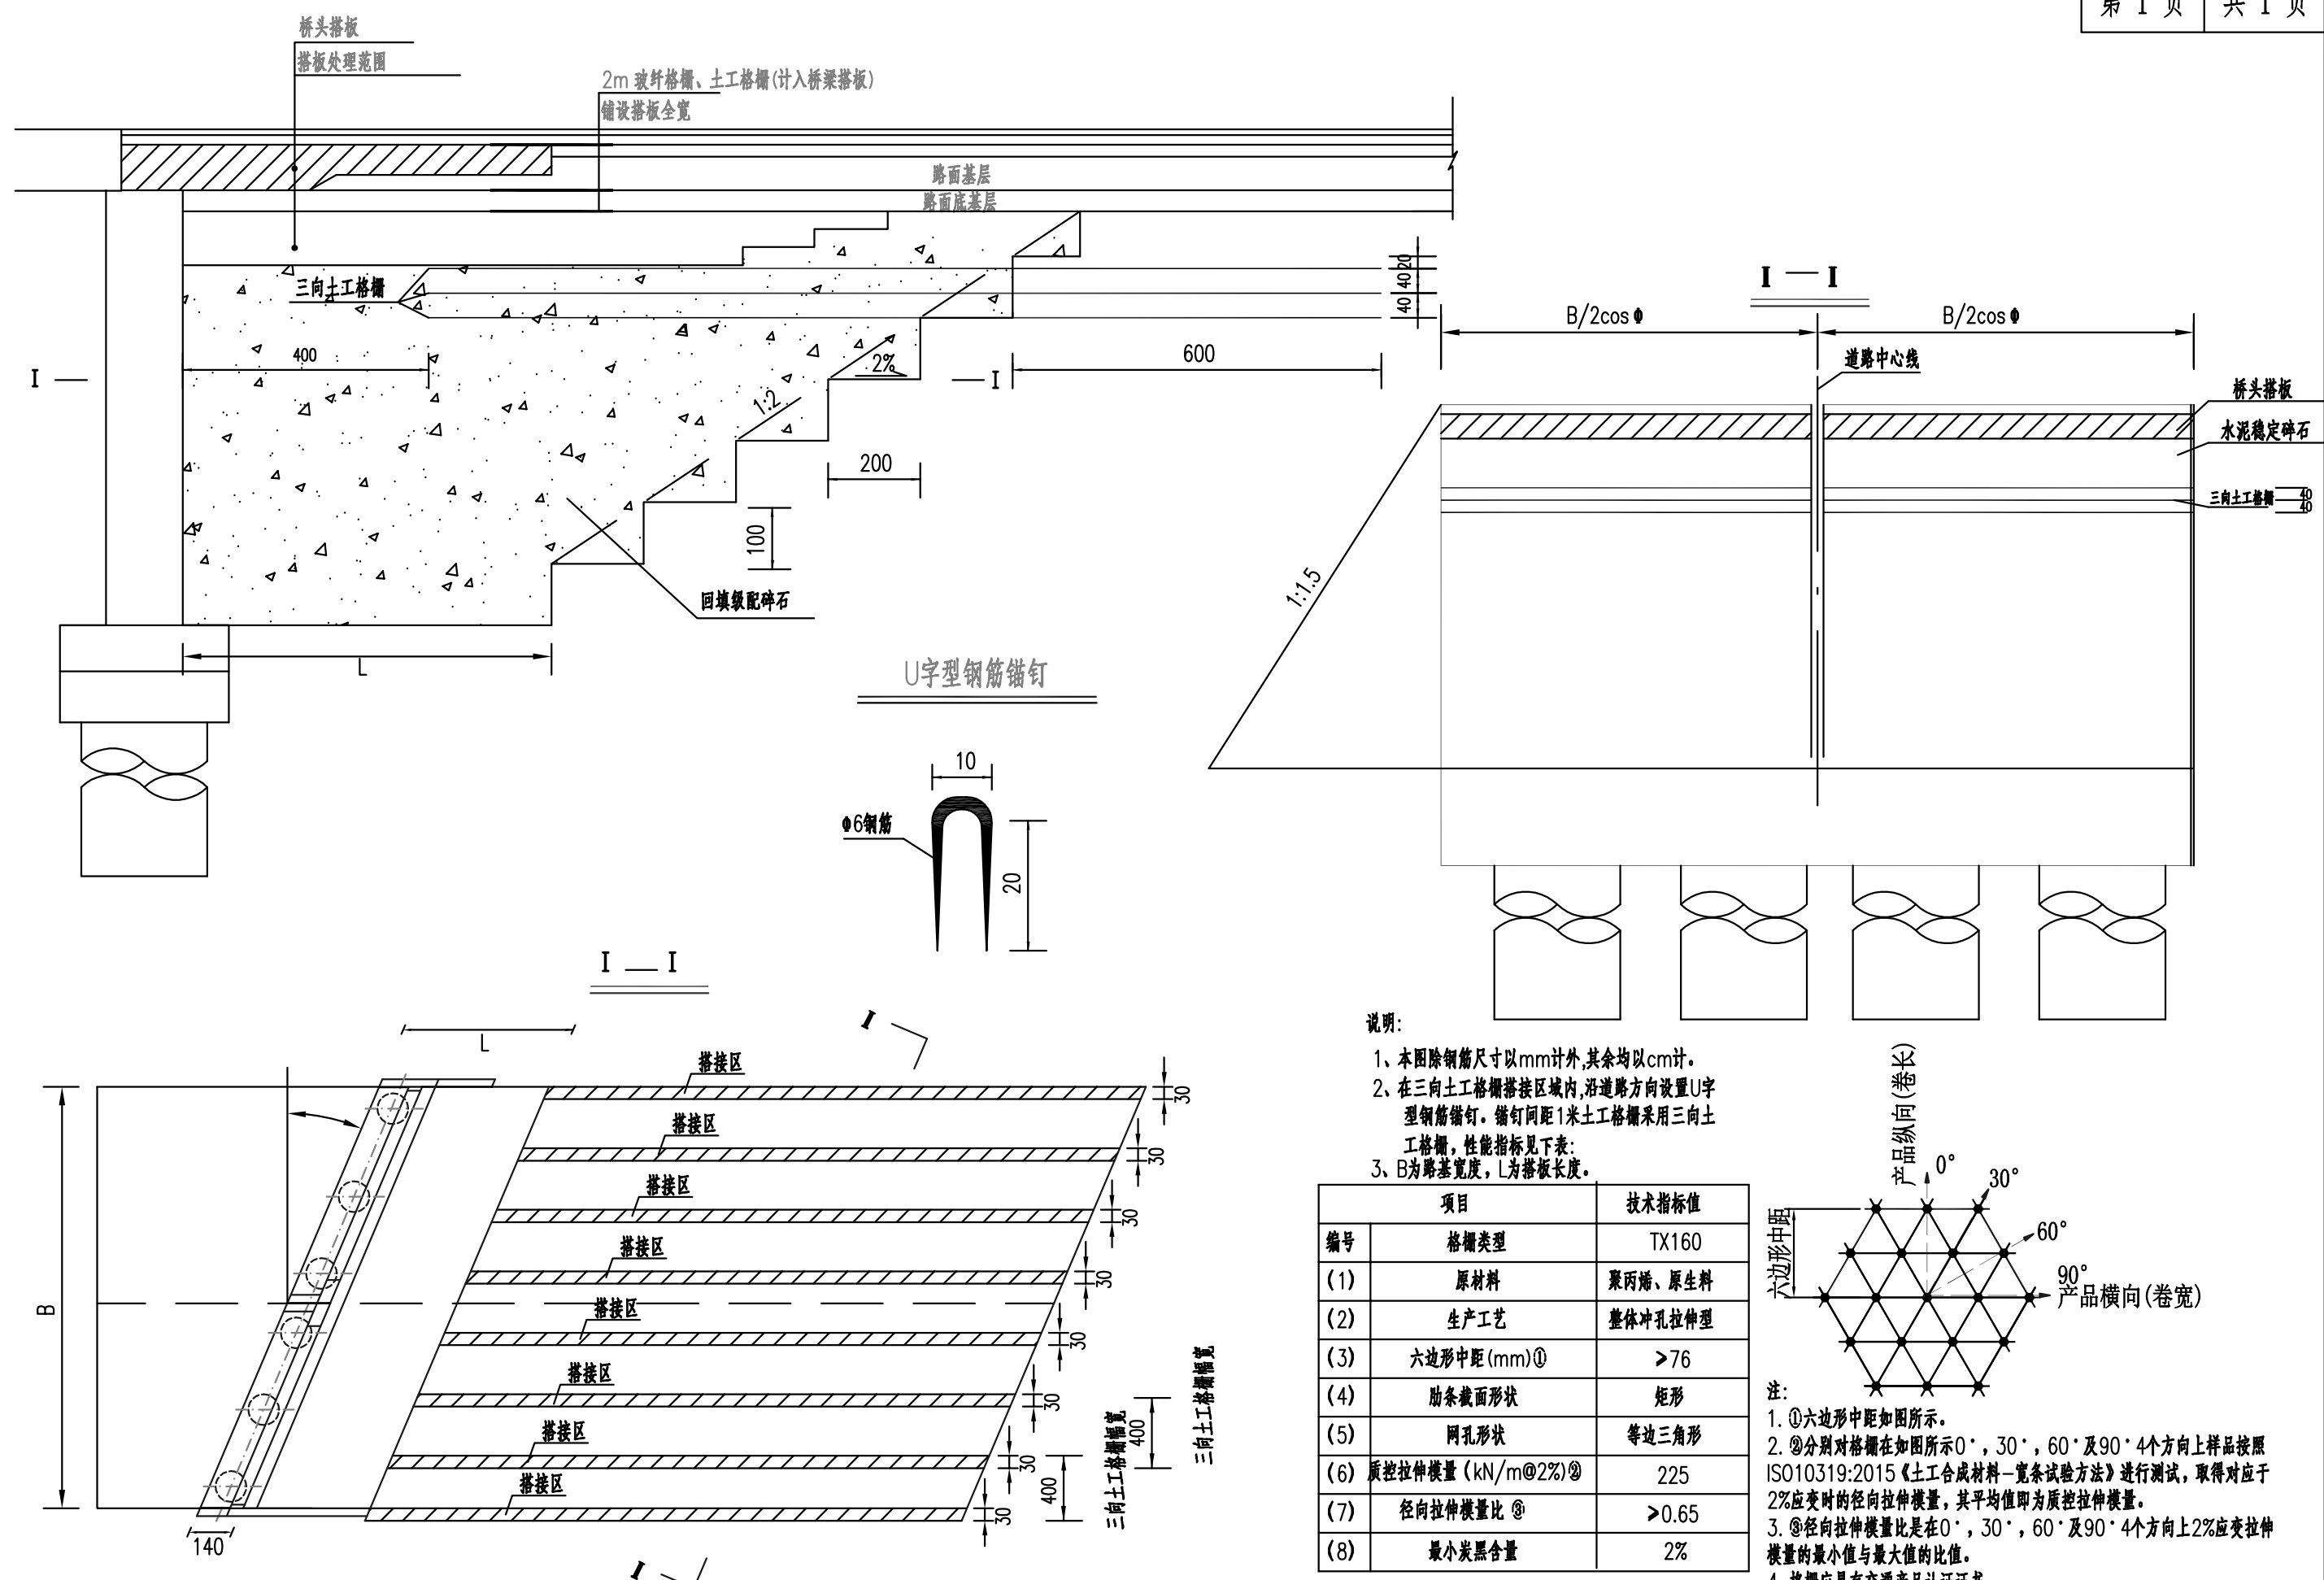 第 1 页 共 1 页
桥头搭板
搭板处理范围
2m 玻纤格栅、土工格栅(计入桥梁搭板)
铺设搭板全宽
路面基层
路面底基层
三向土工格栅
20
40
40
400
600
I
I
2%
1:2
200
100
回填级配碎石
L
I — I
B/2cosΦ
B/2cosΦ
道路中心线
桥头搭板
水泥稳定碎石
三向土工格栅
40
40
1:1.5
U字型钢筋锚钉
10
Φ6钢筋
20
I — I
L
I
搭接区
30
搭接区
30
搭接区
30
搭接区
30
搭接区
30
搭接区
30
搭接区
30
搭接区
30
B
140
I
400
三向土工格栅幅宽
400
三向土工格栅幅宽
说明:
1、本图除钢筋尺寸以mm计外,其余均以cm计。
2、在三向土工格栅搭接区域内,沿道路方向设置U字
型钢筋锚钉。锚钉间距1米土工格栅采用三向土
工格栅，性能指标见下表:
3、B为路基宽度，L为搭板长度。
项目 技术指标值
编号 格栅类型 TX160
(1) 原材料 聚丙烯、原生料
(2) 生产工艺 整体冲孔拉伸型
(3) 六边形中距(mm)① >76
(4) 肋条截面形状 矩形
(5) 网孔形状 等边三角形
(6) 质控拉伸模量(kN/m@2%)② 225
(7) 径向拉伸模量比 ③ >0.65
(8) 最小炭黑含量 2%
产品纵向(卷长)
0°
30°
60°
90°
产品横向(卷宽)
六边形中距
注:
1. ①六边形中距如图所示。
2. ②分别对格栅在如图所示0°，30°，60°及90°4个方向上样品按照
ISO10319:2015《土工合成材料-宽条试验方法》进行测试，取得对应于
2%应变时的径向拉伸模量，其平均值即为质控拉伸模量。
3. ③径向拉伸模量比是在0°，30°，60°及90°4个方向上2%应变拉伸
模量的最小值与最大值的比值。
4. 格栅应具有交通产品认证证书